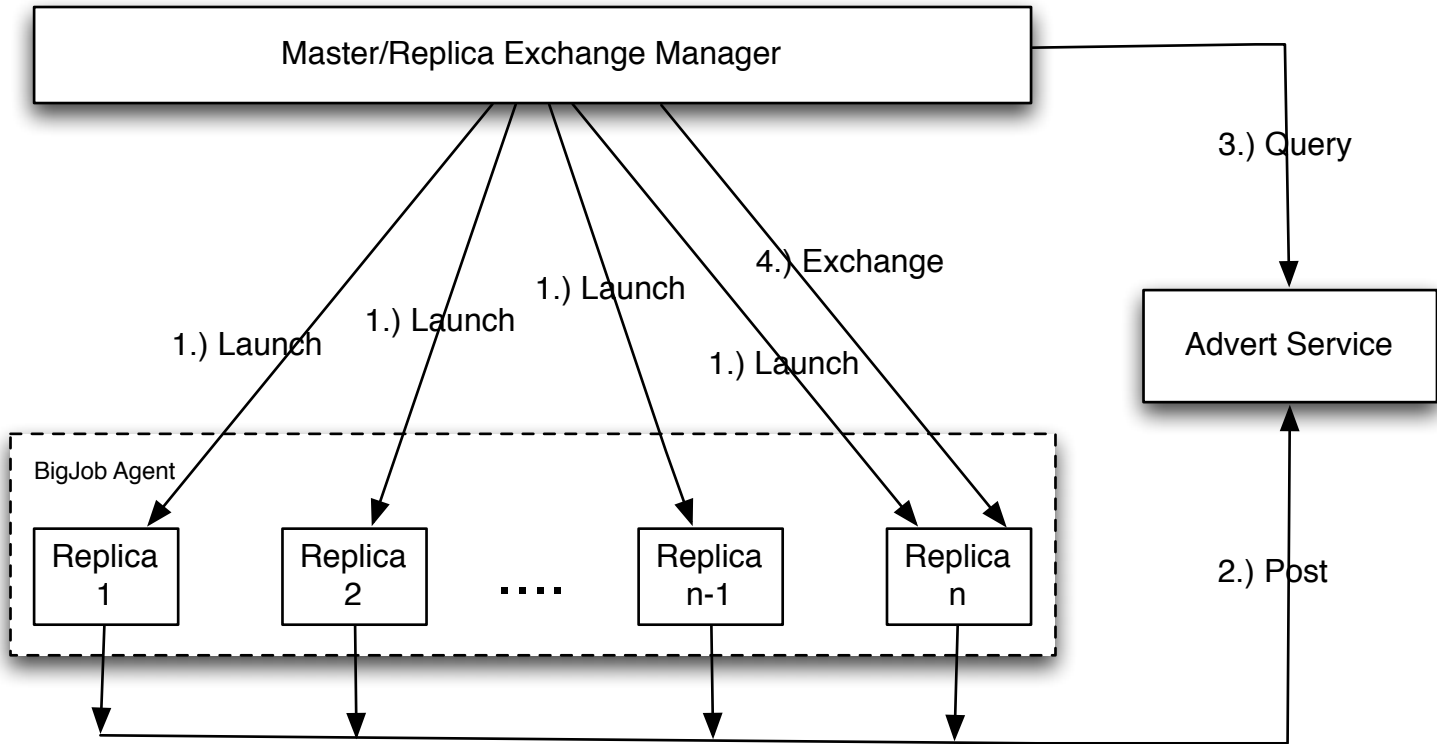 Master/Replica Exchange Manager
3.) Query
4.) Exchange
1.) Launch
1.) Launch
1.) Launch
1.) Launch
Advert Service
BigJob Agent
Replica
1
Replica
2
....
Replica
n-1
Replica
n
2.) Post